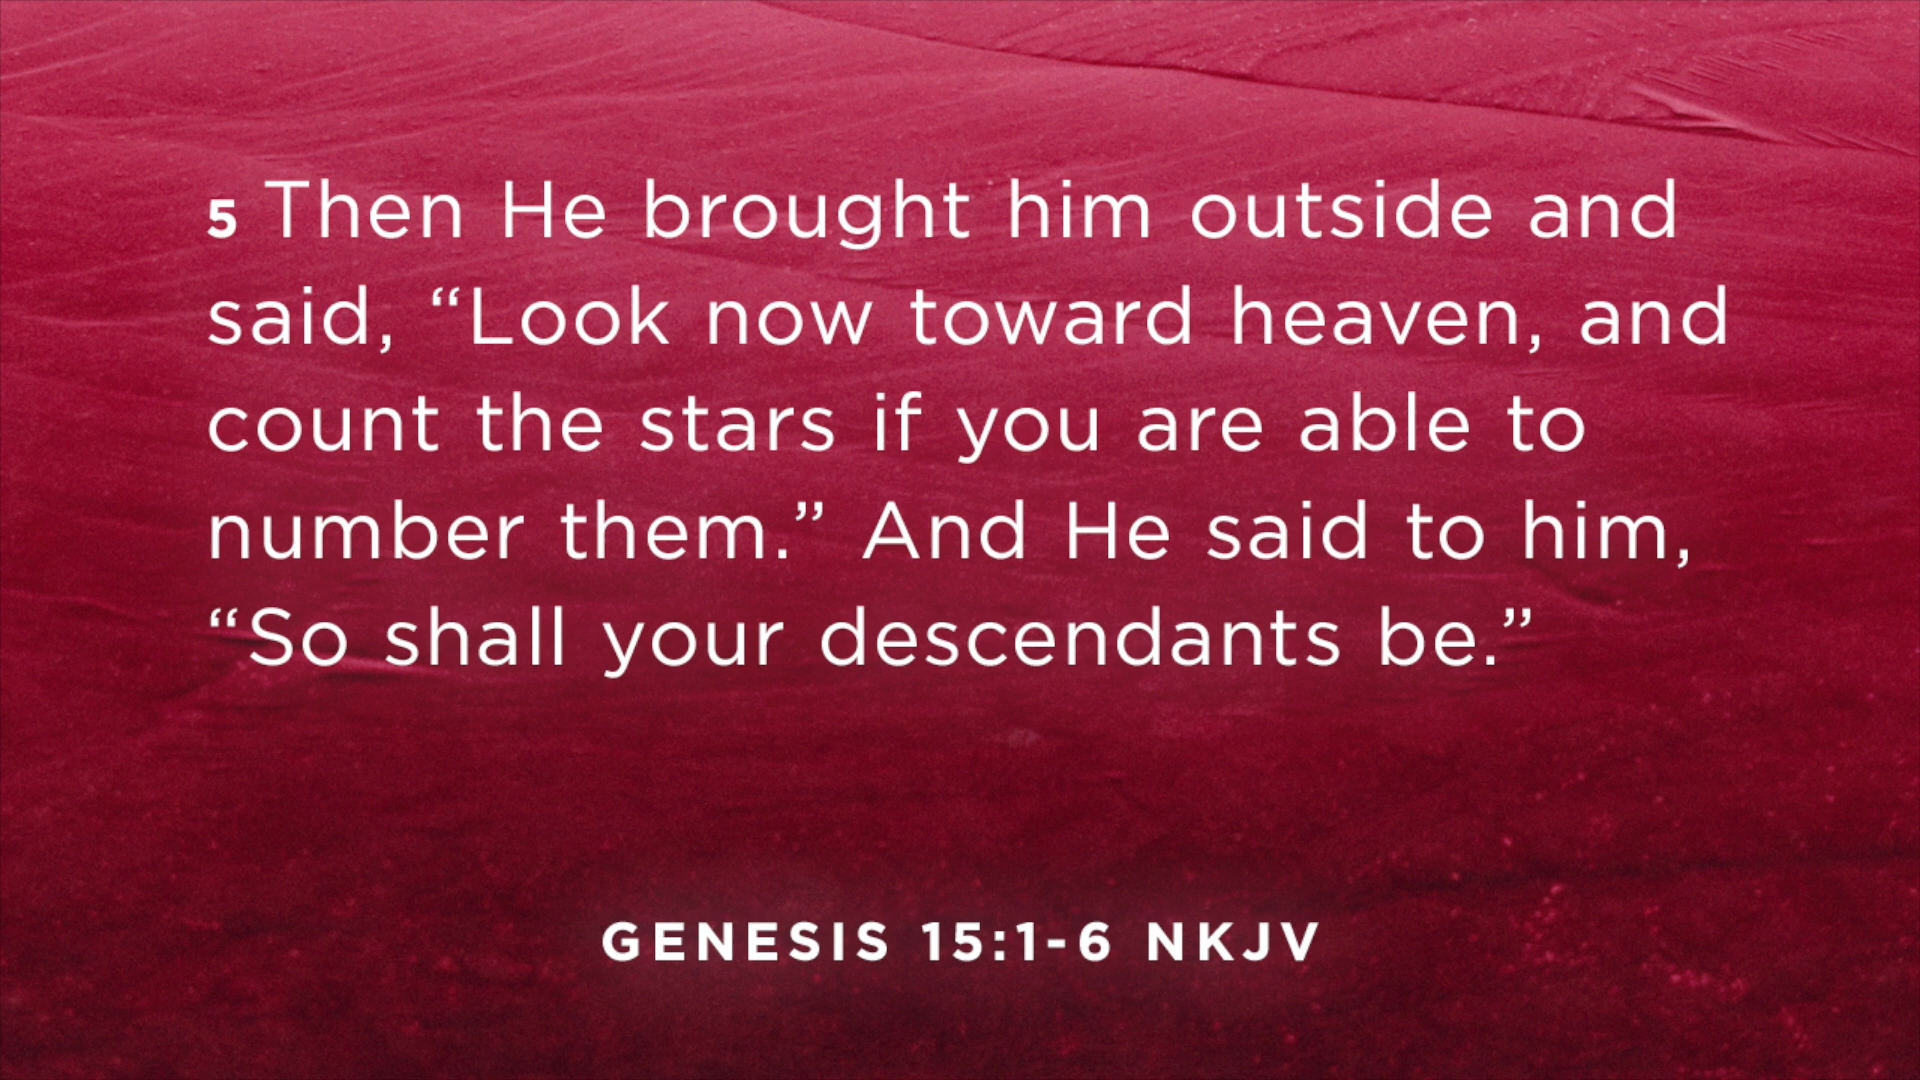 5 Then He brought him outside and
said, “Look now toward heaven, and
count the stars if you are able to
number them.” And He said to him,
“So shall your descendants be.”
GENESIS 15:1-6 NKJV